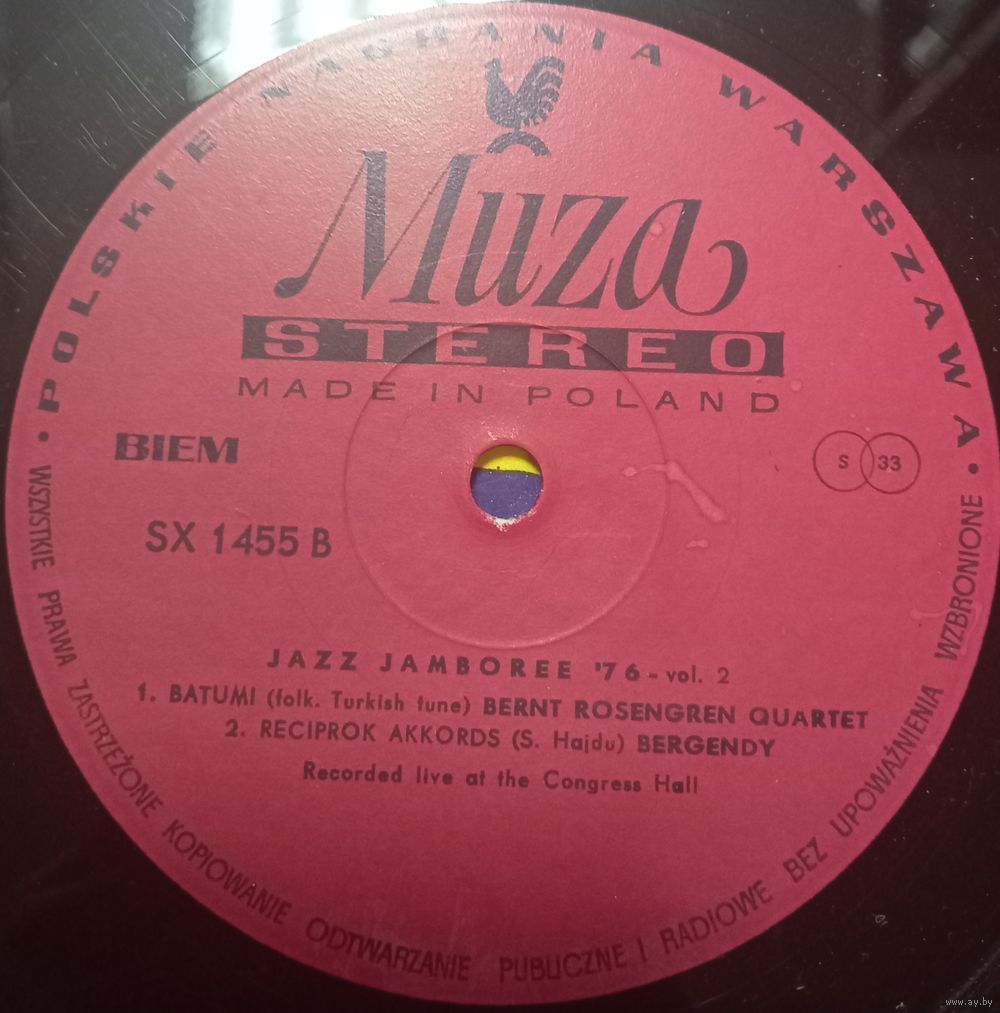 POLSKIE NAGRANIA WARSZAWA
Muza
STEREO
MADE IN POLAND
BIEM
S 33
SX 1455 B
JAZZ JAMBOREE '76 - vol. 2
1. BATUMI (folk. Turkish tune) BERNT ROSENGREN QUARTET
2. RECIPROK AKKORDS (S. Hajdu) BERGENDY
Recorded live at the Congress Hall
• WSZYSTKIE PRAWA ZASTRZEŻONE KOPIOWANIE ODTWARZANIE PUBLICZNE I RADIOWE BEZ UPOWAŻNIENIA WZBRONIONE •
www.ay.by